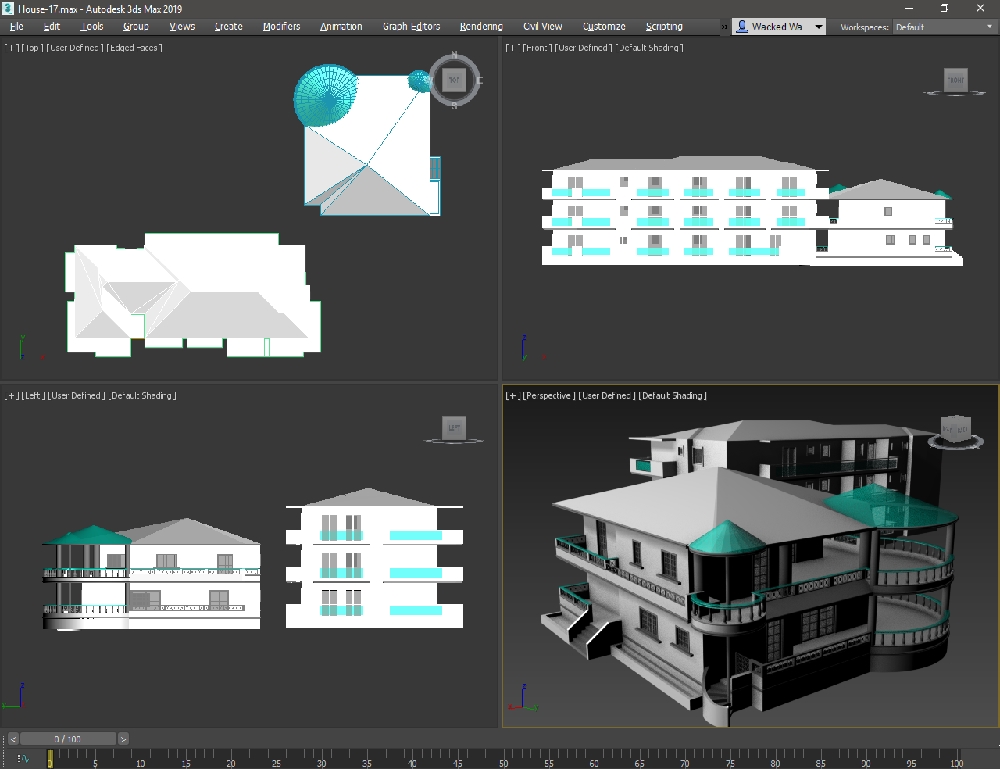 House-17.max - Autodesk 3ds Max 2019
File Edit Tools Group Views Create Modifiers Animation Graph Editors Rendering Civil View Customize Scripting » Wacked Wa Workspaces: Default
[+] [Top] [User Defined] [Edged Faces]
N
TOP
E
S
[+] [Front] [User Defined] [Default Shading]
FRONT
y
x
z
[+] [Left] [User Defined] [Default Shading]
LEFT
z
[+] [Perspective] [User Defined] [Default Shading]
z
< 0 / 100 >
0 5 10 15 20 25 30 35 40 45 50 55 60 65 70 75 80 85 90 95 100